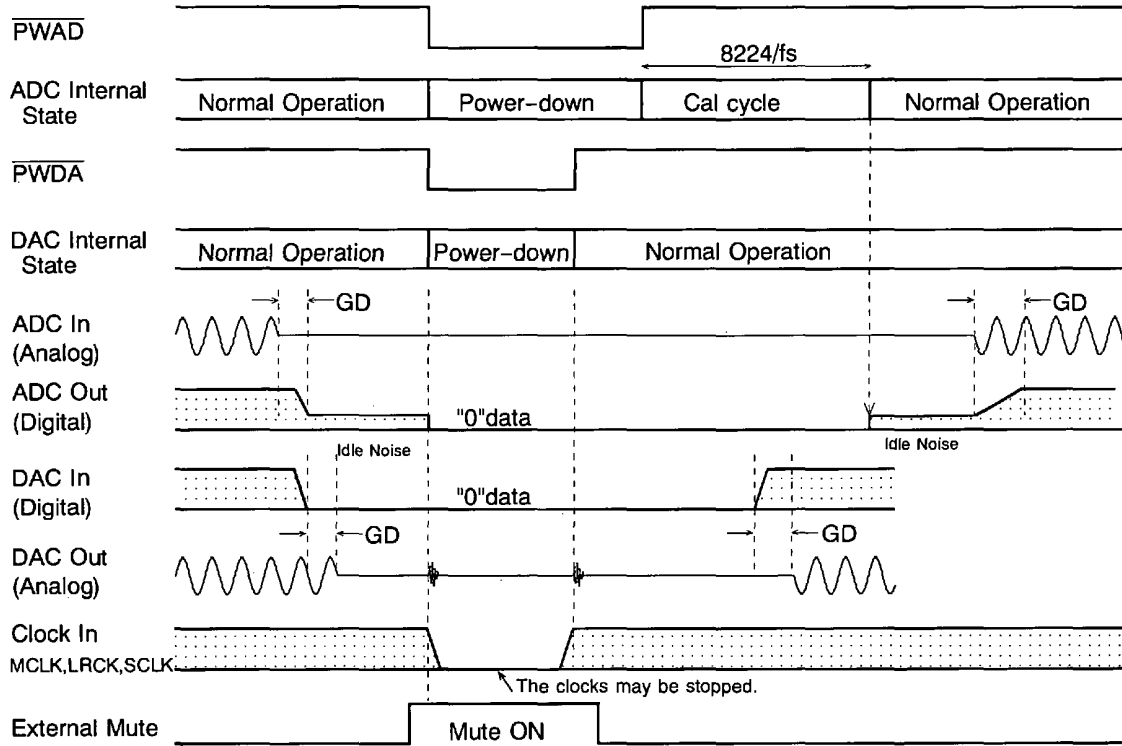 PWAD
8224/fs
ADC Internal State
Normal Operation
Power-down
Cal cycle
Normal Operation
PWDA
DAC Internal State
Normal Operation
Power-down
Normal Operation
GD
GD
ADC In
(Analog)
ADC Out
(Digital)
"0"data
Idle Noise
Idle Noise
DAC In
(Digital)
"0"data
GD
GD
DAC Out
(Analog)
Clock In
MCLK,LRCK,SCLK
The clocks may be stopped.
External Mute
Mute ON